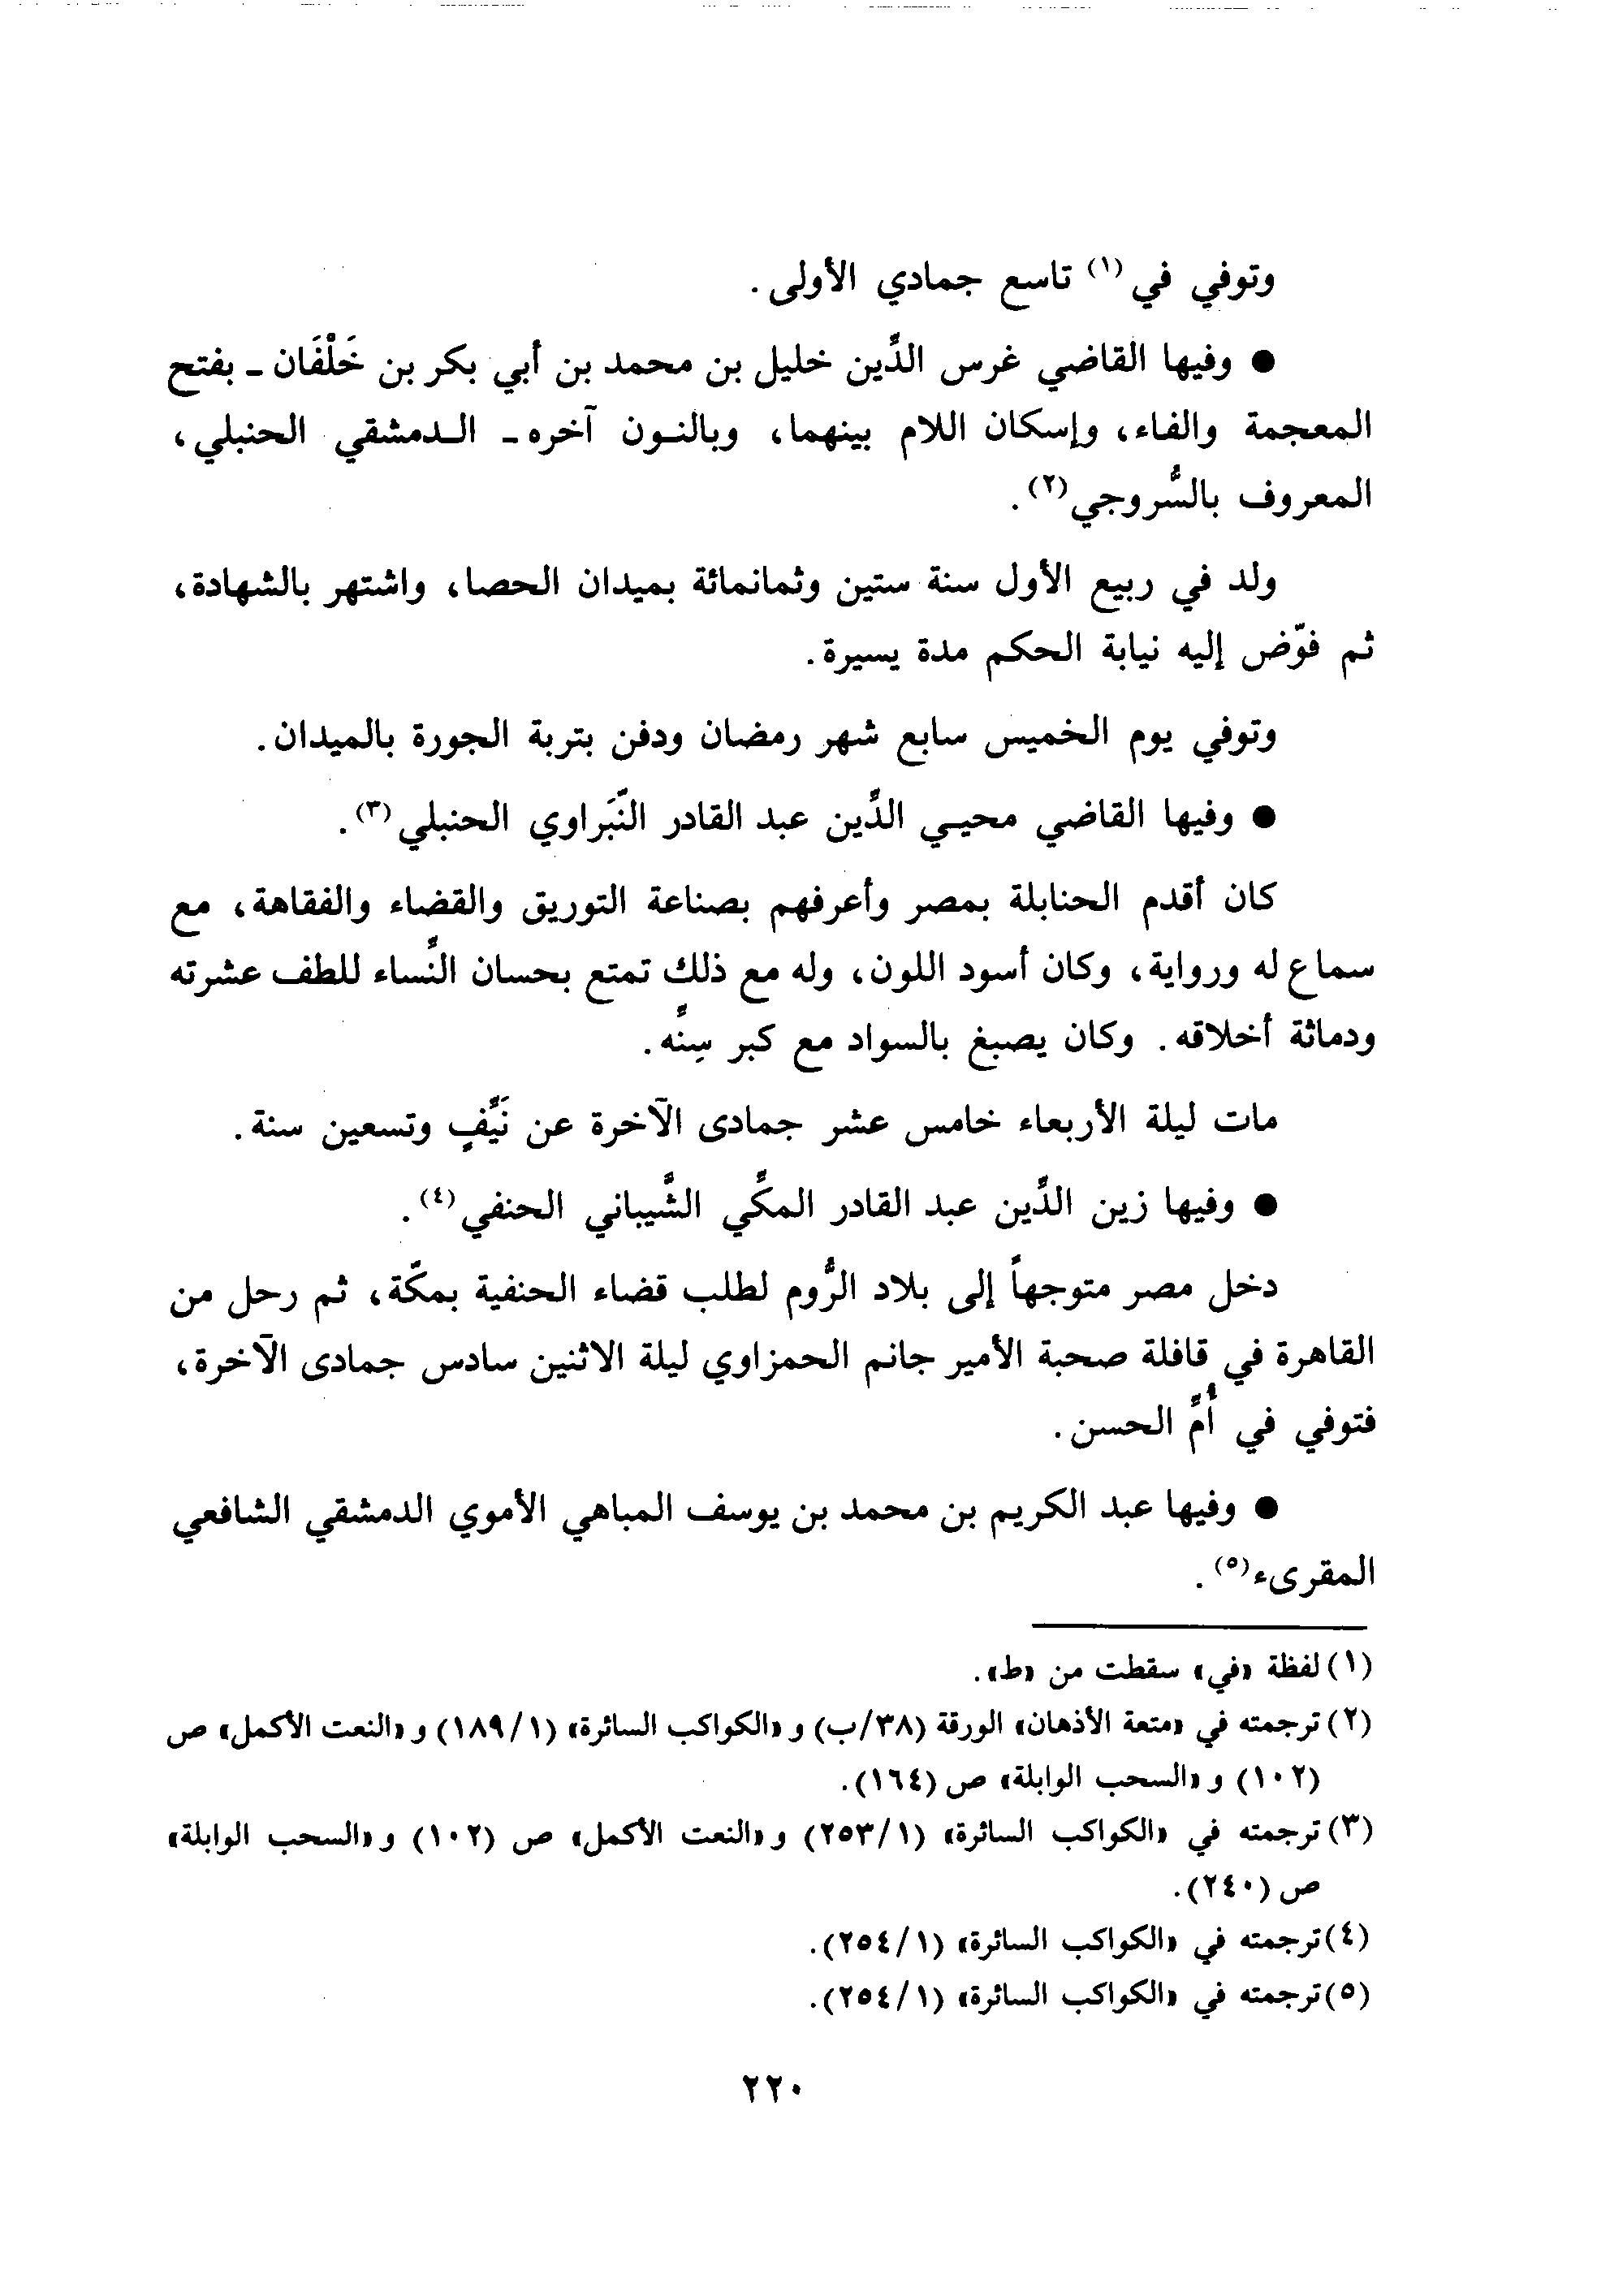 وتوفي في(١) تاسع جمادي الأولى.
● وفيها القاضي غرس الدِّين خليل بن محمد بن أبي بكر بن خَلْفَان ـ بفتح
المعجمة والفاء، وإسكان اللام بينهما، وبالنـون آخره ـ الـدمشقي الحنبلي،
المعروف بالسُّروجي(٢).
ولد في ربيع الأول سنة ستين وثمانمائة بميدان الحصا، واشتهر بالشهادة،
ثم فوّض إليه نيابة الحكم مدة يسيرة.
وتوفي يوم الخميس سابع شهر رمضان ودفن بتربة الجورة بالميدان.
● وفيها القاضي محيـي الدِّين عبد القادر النَّبَراوي الحنبلي(٣).
كان أقدم الحنابلة بمصر وأعرفهم بصناعة التوريق والقضاء والفقاهة، مع
سماع له ورواية، وكان أسود اللون، وله مع ذلك تمتع بحسان النِّساء للطف عشرته
ودماثة أخلاقه. وكان يصبغ بالسواد مع كبر سِنِّه.
مات ليلة الأربعاء خامس عشر جمادى الآخرة عن نَيِّفٍ وتسعين سنة.
● وفيها زين الدِّين عبد القادر المكِّي الشَّيباني الحنفي(٤).
دخل مصر متوجهاً إلى بلاد الرُّوم لطلب قضاء الحنفية بمكّة، ثم رحل من
القاهرة في قافلة صحبة الأمير جانم الحمزاوي ليلة الاثنين سادس جمادى الآخرة،
فتوفي في أُمِّ الحسن.
● وفيها عبد الكريم بن محمد بن يوسف المباهي الأموي الدمشقي الشافعي
المقرىء(٥).
(١) لفظة «في» سقطت من «ط».
(٢) ترجمته في «متعة الأذهان» الورقة (٣٨/ب) و «الكواكب السائرة» (١٨٩/١) و «النعت الأكمل» ص
(١٠٢) و «السحب الوابلة» ص (١٦٤).
(٣) ترجمته في «الكواكب السائرة» (٢٥٣/١) و «النعت الأكمل» ص (١٠٢) و «السحب الوابلة»
ص (٢٤٠).
(٤) ترجمته في «الكواكب السائرة» (٢٥٤/١).
(٥) ترجمته في «الكواكب السائرة» (٢٥٤/١).
٢٢٠